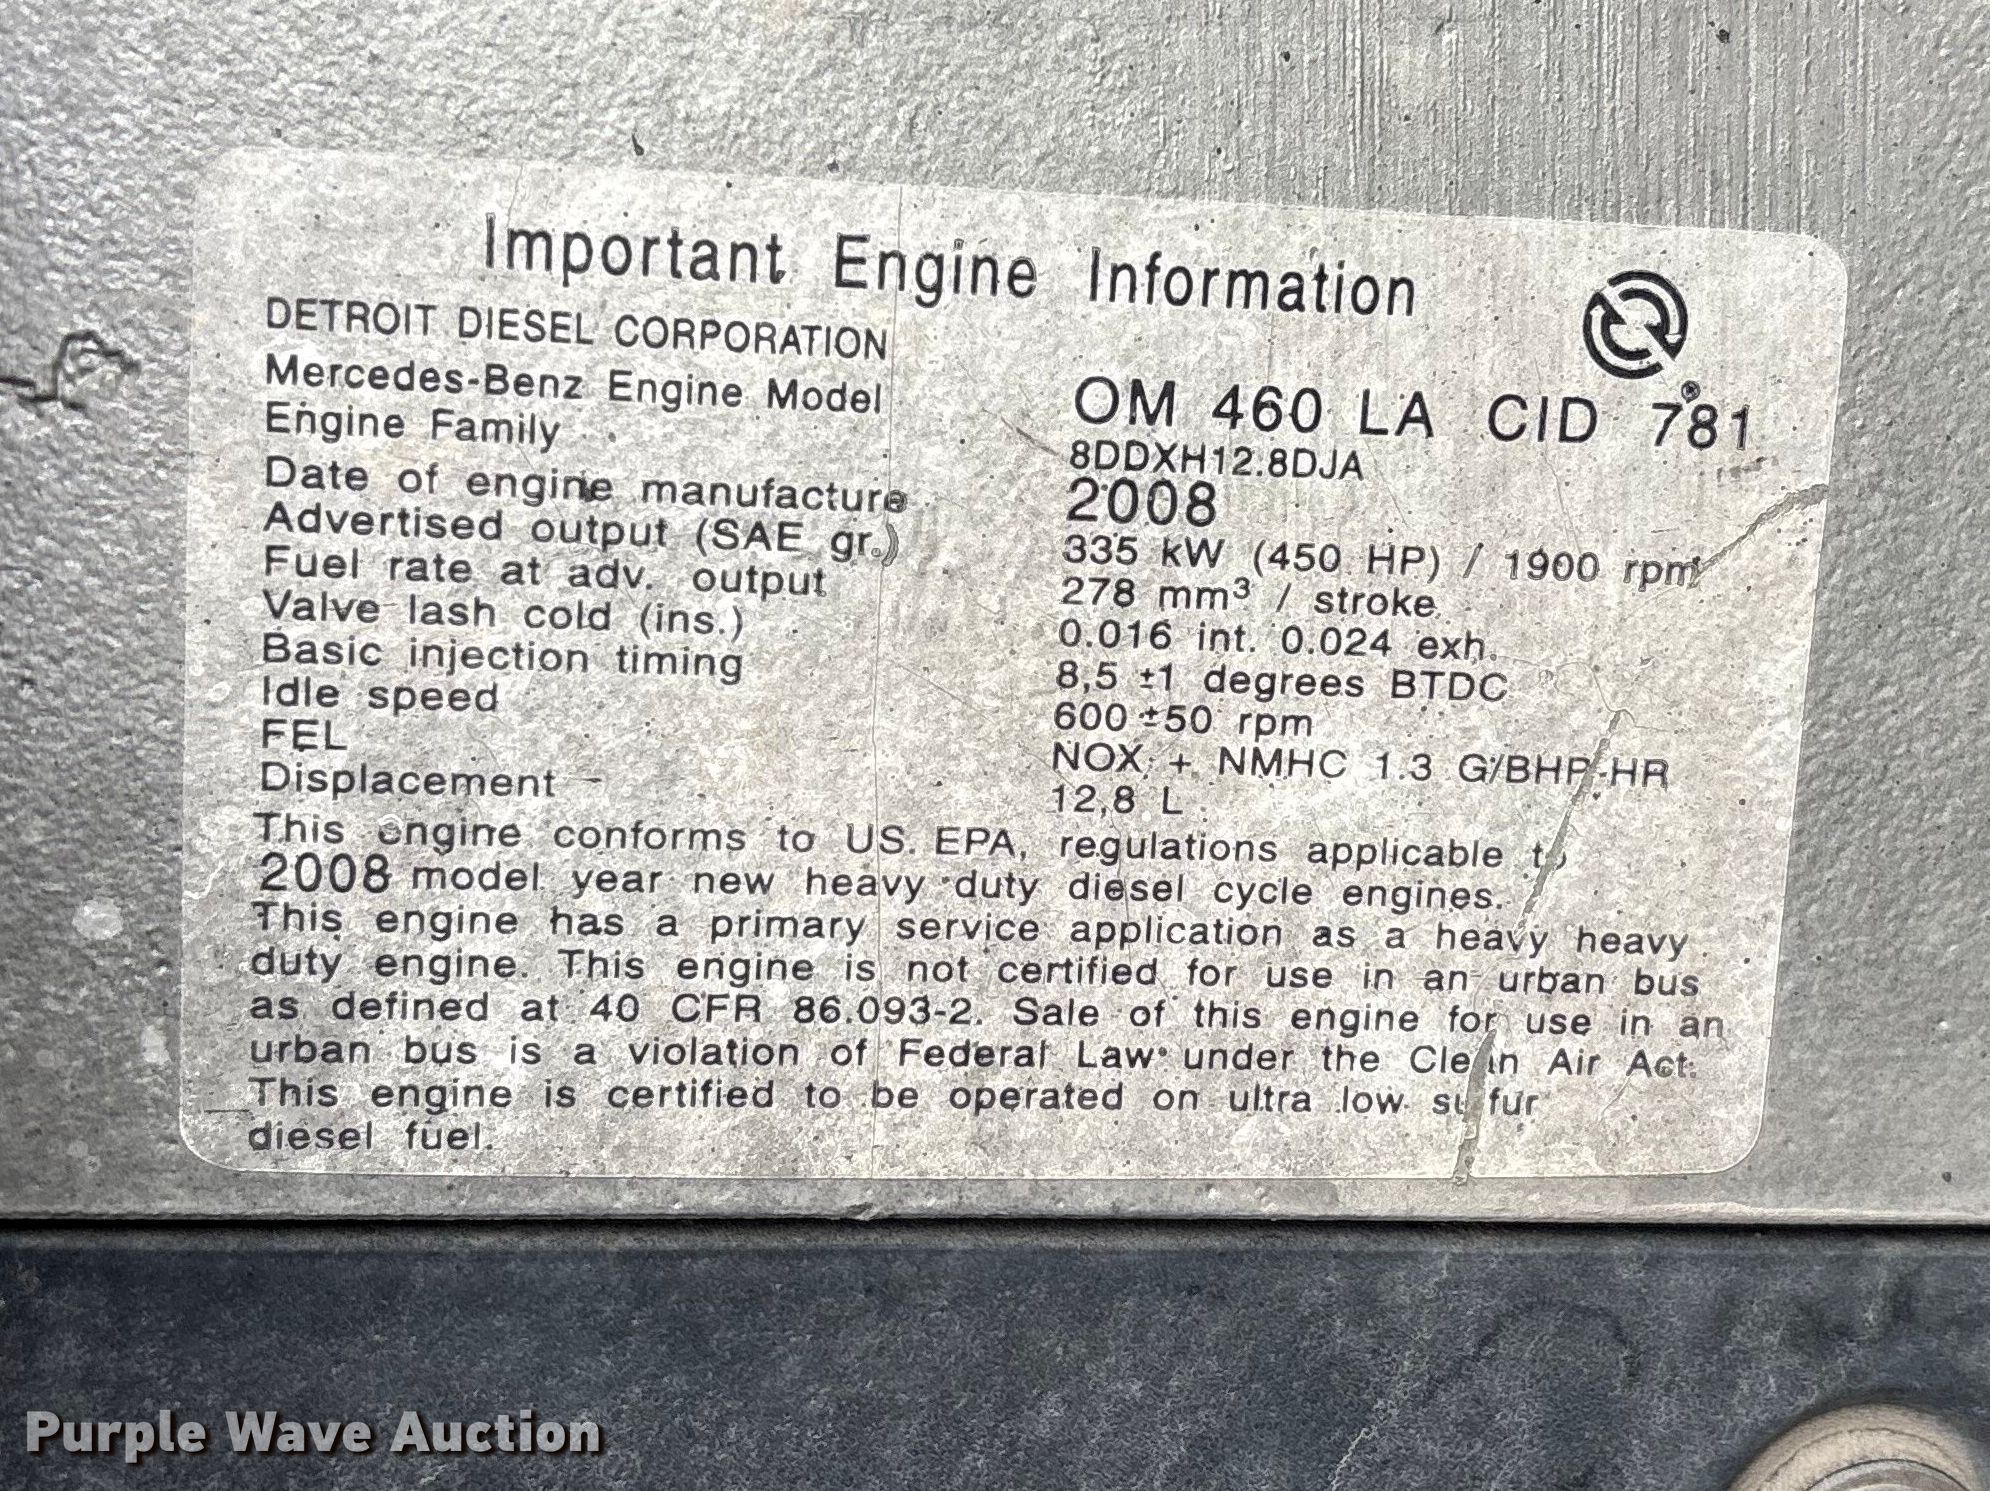 Important Engine Information
DETROIT DIESEL CORPORATION
Mercedes-Benz Engine Model OM 460 LA CID 781
Engine Family 8DDXH12.8DJA
Date of engine manufacture 2008
Advertised output (SAE gr.) 335 kW (450 HP) / 1900 rpm
Fuel rate at adv. output 278 mm³ / stroke
Valve lash cold (ins.) 0.016 int. 0.024 exh.
Basic injection timing 8,5 ±1 degrees BTDC
Idle speed 600 ±50 rpm
FEL NOX + NMHC 1.3 G/BHP-HR
Displacement 12,8 L
This engine conforms to US. EPA, regulations applicable to
2008 model year new heavy duty diesel cycle engines.
This engine has a primary service application as a heavy heavy
duty engine. This engine is not certified for use in an urban bus
as defined at 40 CFR 86.093-2. Sale of this engine for use in an
urban bus is a violation of Federal Law under the Clean Air Act.
This engine is certified to be operated on ultra low sulfur
diesel fuel.
Purple Wave Auction